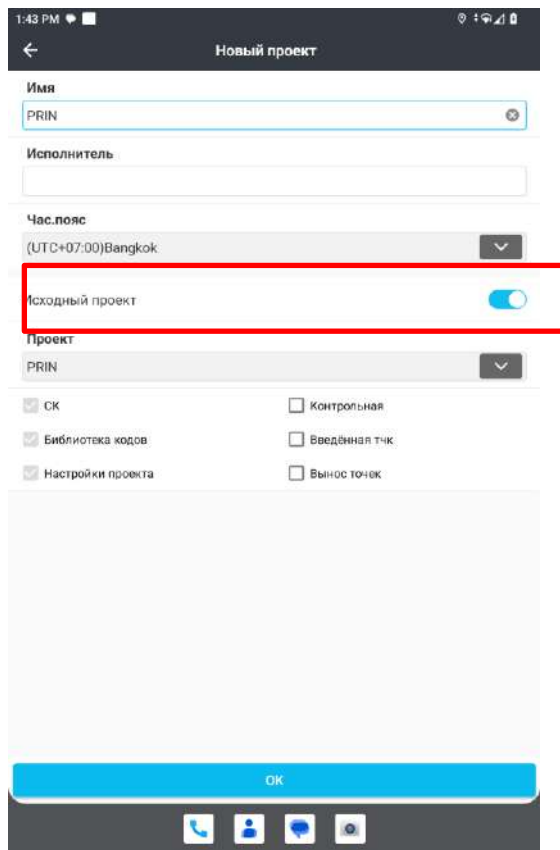 1:43 PM
Новый проект
Имя
PRIN
Исполнитель
Час.пояс
(UTC+07:00)Bangkok
Исходный проект
Проект
PRIN
СК
Контрольная
Библиотека кодов
Введённая тчк
Настройки проекта
Вынос точек
ОК